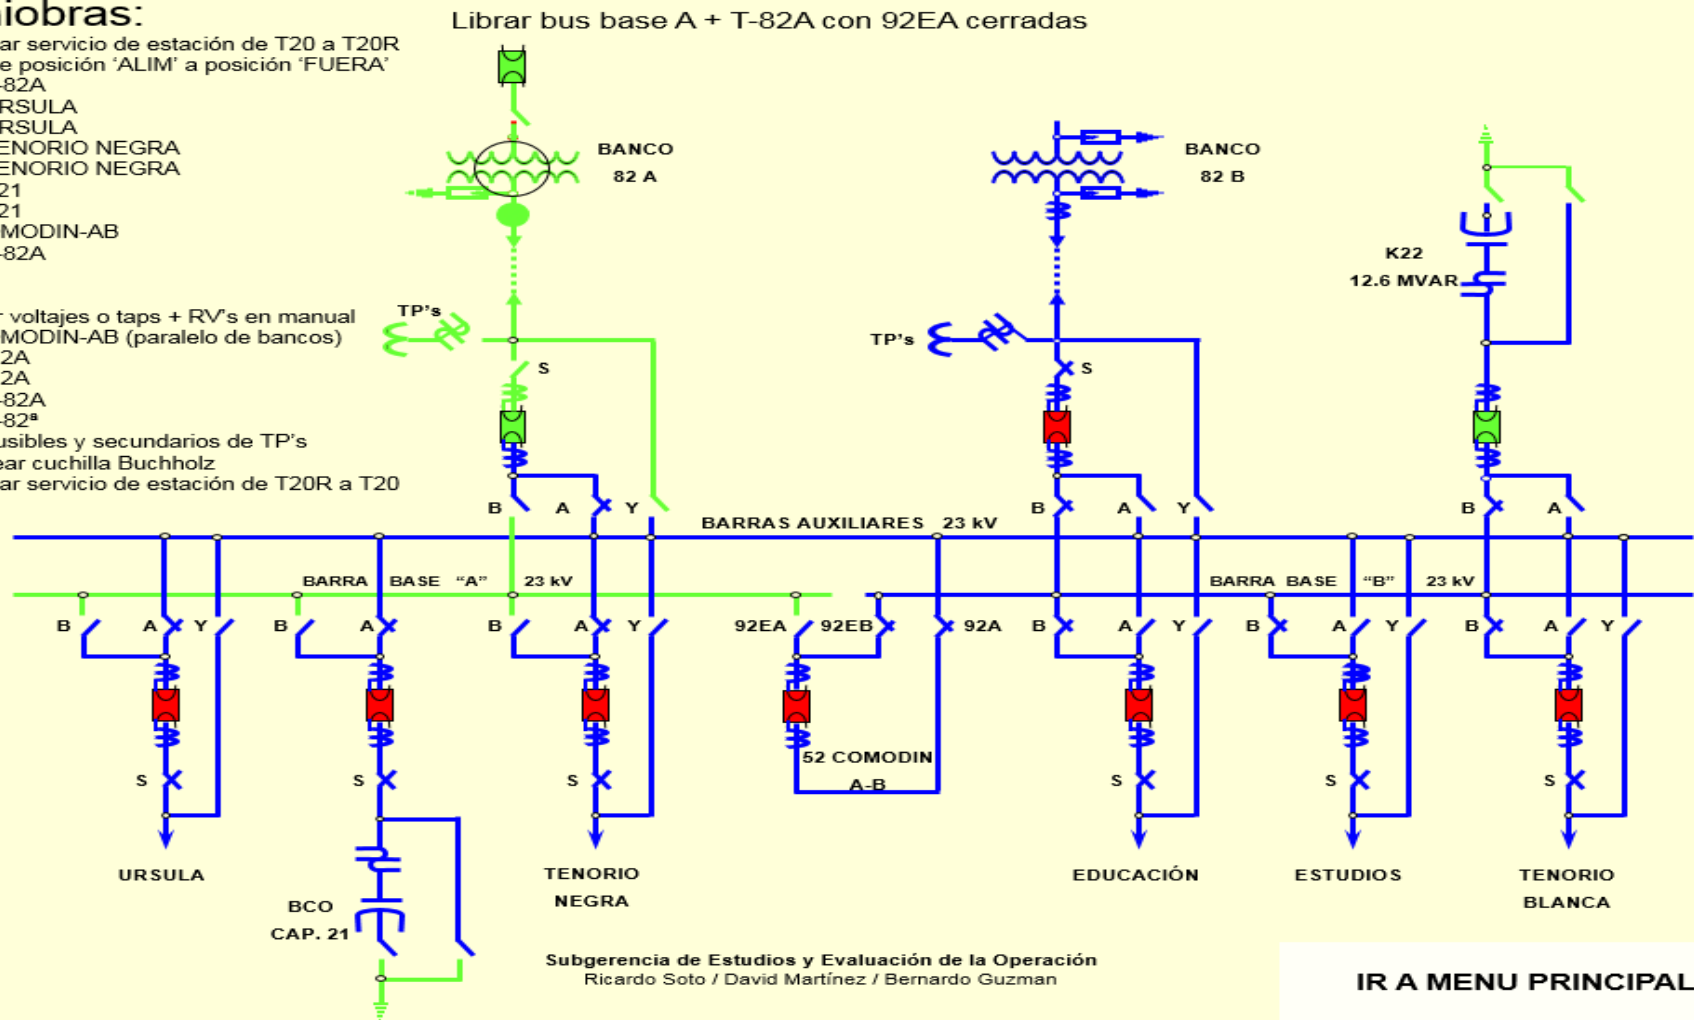 niobras:
Librar bus base A + T-82A con 92EA cerradas
ar servicio de estación de T20 a T20R
e posición ‘ALIM’ a posición ‘FUERA’
-82A
RSULA
RSULA
ENORIO NEGRA
ENORIO NEGRA
21
21
OMODIN-AB
-82A
r voltajes o taps + RV's en manual
OMODIN-AB (paralelo de bancos)
2A
2A
-82A
-82ª
usibles y secundarios de TP's
ear cuchilla Buchholz
ar servicio de estación de T20R a T20
BANCO
82 A
BANCO
82 B
K22
12.6 MVAR
TP's
TP's
S
S
B A Y
B A Y
B A
BARRAS AUXILIARES 23 kV
BARRA BASE “A” 23 kV
BARRA BASE “B” 23 kV
B A Y
B A
B A Y
92EA 92EB 92A
B A Y
B A Y
B A Y
52 COMODIN
A-B
S
S
S
S
S
S
URSULA
BCO
CAP. 21
TENORIO
NEGRA
EDUCACIÓN
ESTUDIOS
TENORIO
BLANCA
Subgerencia de Estudios y Evaluación de la Operación
Ricardo Soto / David Martínez / Bernardo Guzman
IR A MENU PRINCIPAL